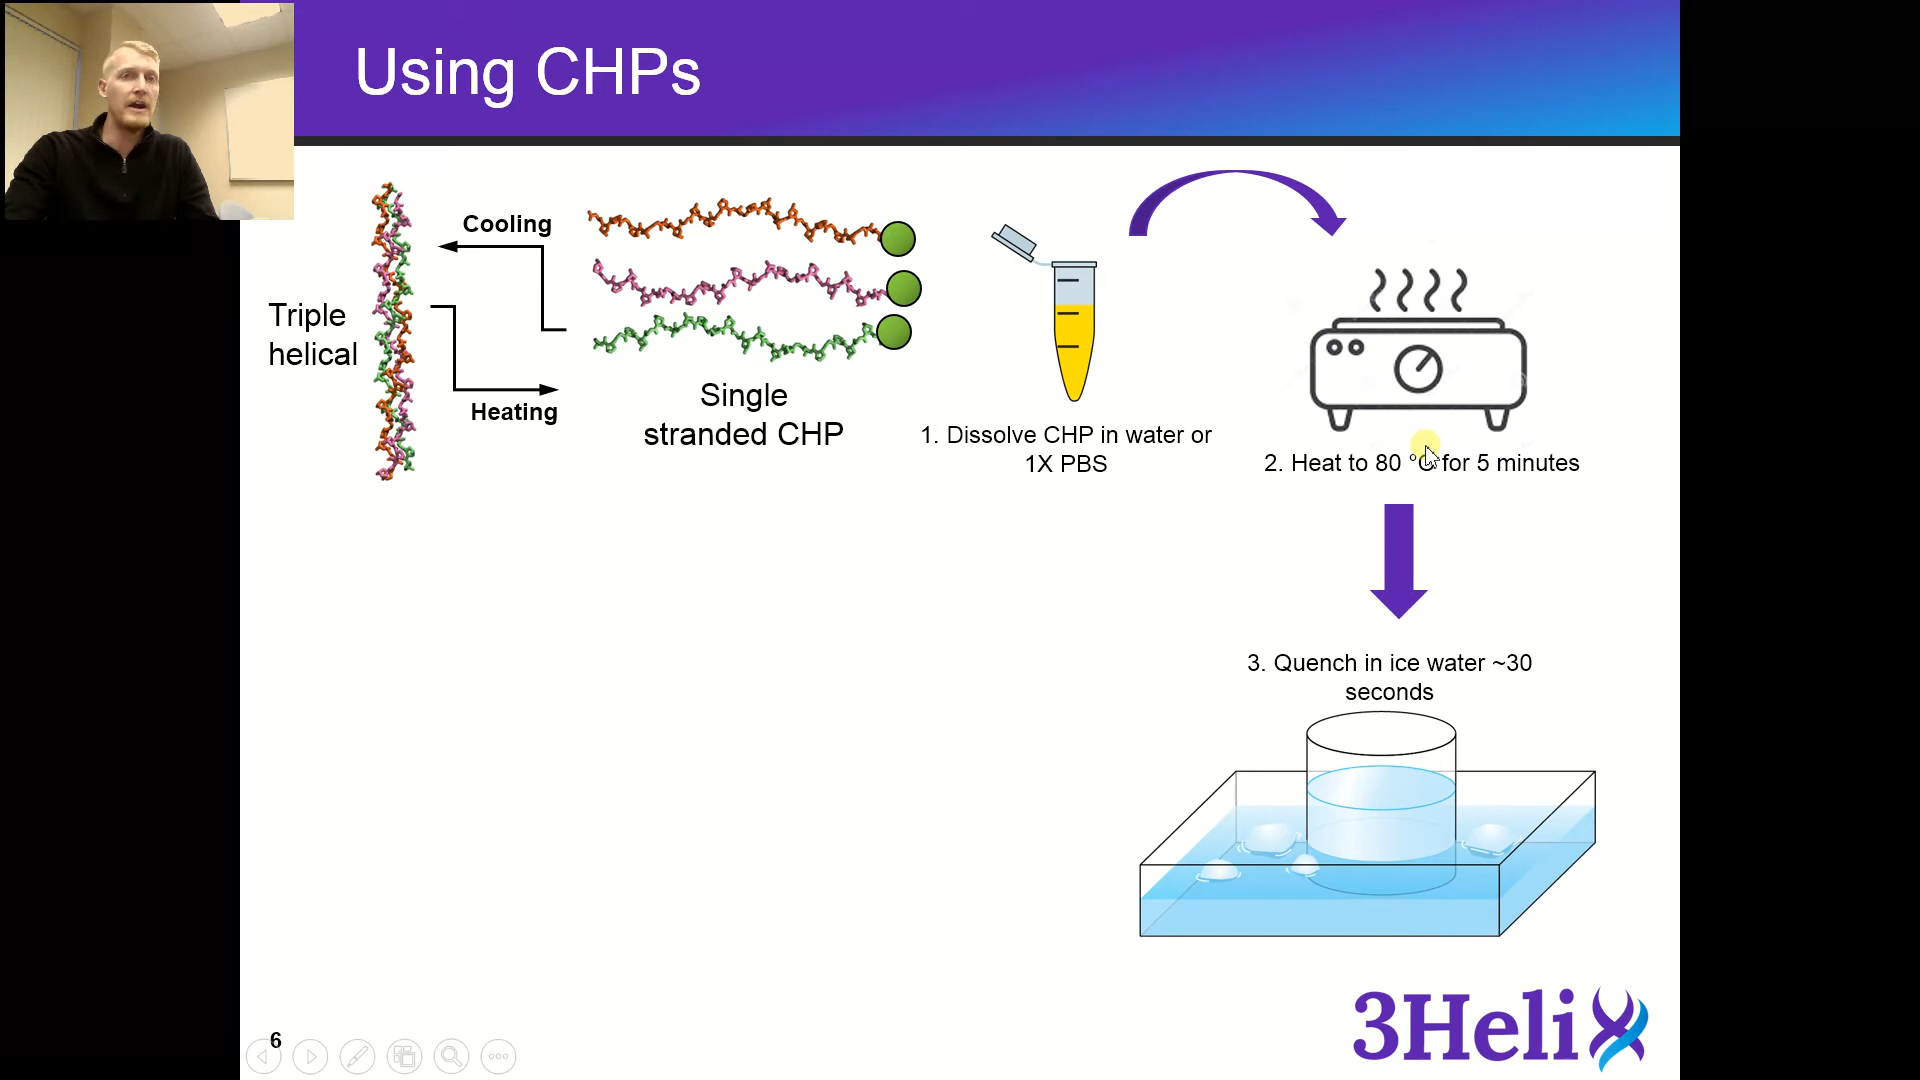 Using CHPs
Cooling
Triple
helical
Heating
Single
stranded CHP
1. Dissolve CHP in water or
1X PBS
2. Heat to 80 °C for 5 minutes
3. Quench in ice water ~30
seconds
3Helix
6